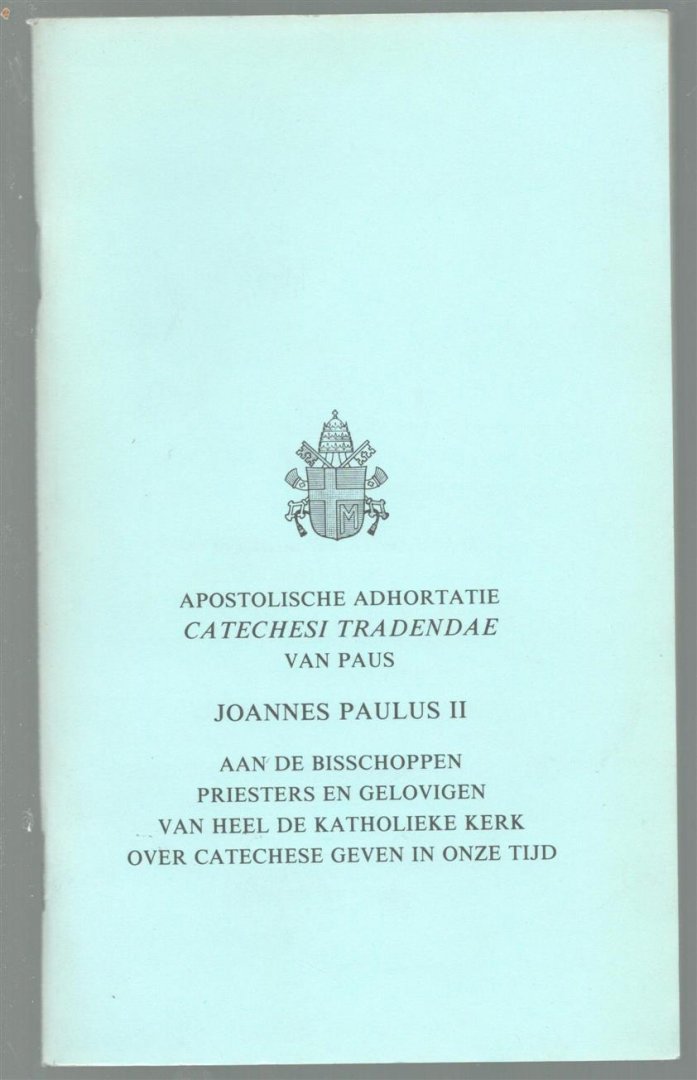 APOSTOLISCHE ADHORTATIE
CATECHESI TRADENDAE
VAN PAUS
JOANNES PAULUS II
AAN DE BISSCHOPPEN
PRIESTERS EN GELOVIGEN
VAN HEEL DE KATHOLIEKE KERK
OVER CATECHESE GEVEN IN ONZE TIJD